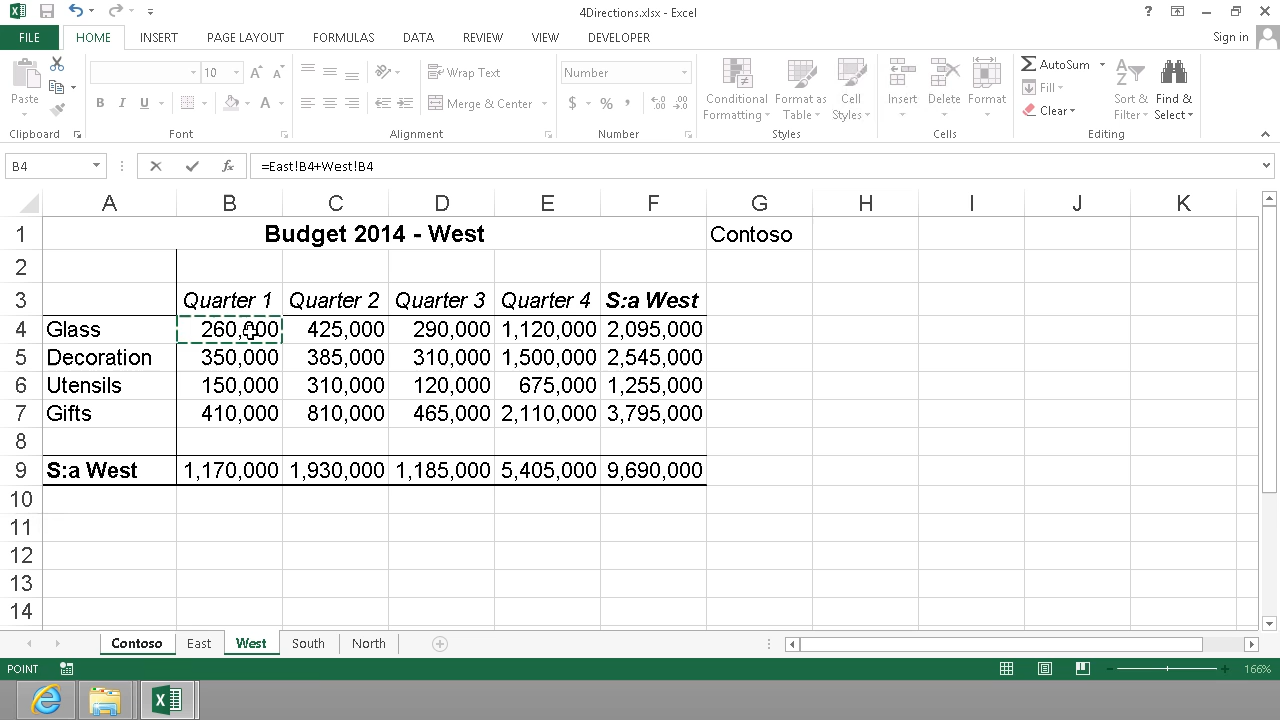 4Directions.xlsx - Excel
FILE HOME INSERT PAGE LAYOUT FORMULAS DATA REVIEW VIEW DEVELOPER Sign in
Paste 10 B I U A Wrap Text Merge & Center Number $ % , Conditional Formatting Format as Table Cell Styles Insert Delete Format AutoSum Fill Clear Sort & Filter Find & Select
Clipboard Font Alignment Number Styles Cells Editing
B4 fx =East!B4+West!B4
A B C D E F G H I J K
1 Budget 2014 - West Contoso
2
3 Quarter 1 Quarter 2 Quarter 3 Quarter 4 S:a West
4 Glass 260,000 425,000 290,000 1,120,000 2,095,000
5 Decoration 350,000 385,000 310,000 1,500,000 2,545,000
6 Utensils 150,000 310,000 120,000 675,000 1,255,000
7 Gifts 410,000 810,000 465,000 2,110,000 3,795,000
8
9 S:a West 1,170,000 1,930,000 1,185,000 5,405,000 9,690,000
10
11
12
13
14
Contoso East West South North
POINT 166%